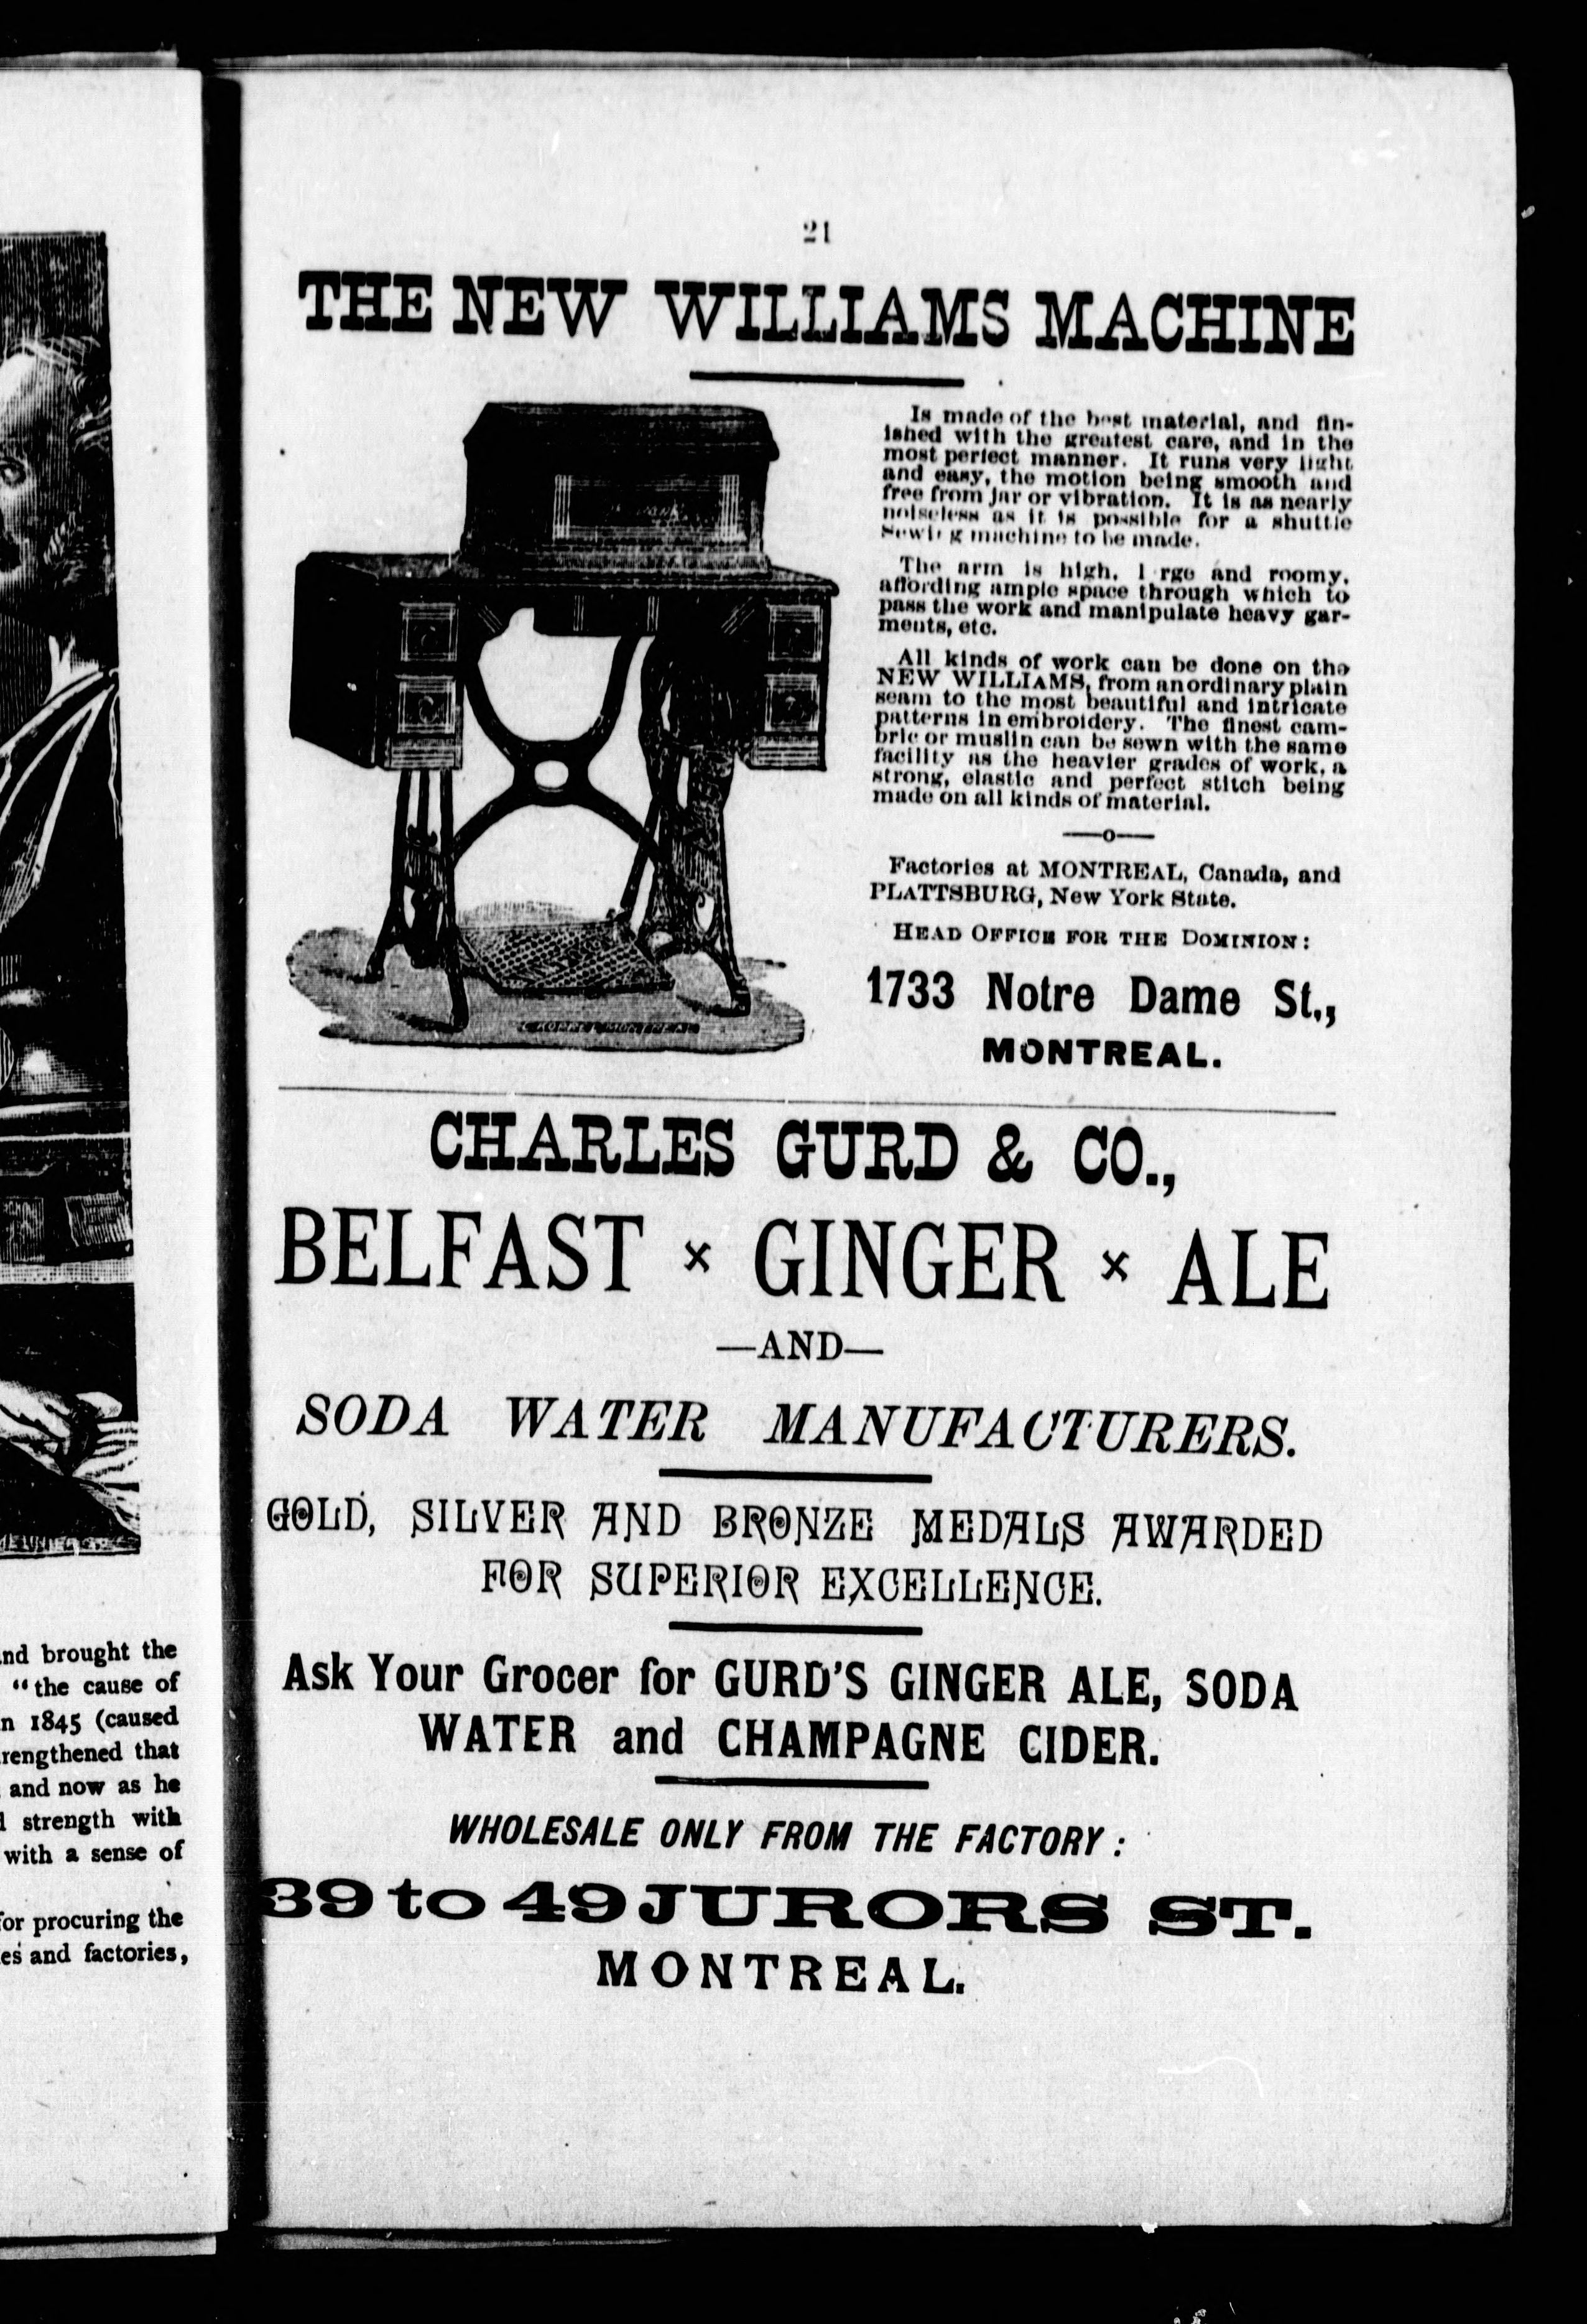 nd brought the
"the cause of
n 1845 (caused
rengthened that
and now as he
strength with
with a sense of
for procuring the
es and factories,
21
THE NEW WILLIAMS MACHINE
Is made of the best material, and fin-
ished with the greatest care, and in the
most perfect manner. It runs very light
and easy, the motion being smooth and
free from jar or vibration. It is as nearly
noiseless as it is possible for a shuttle
Sewing machine to be made.
The arm is high, l rge and roomy,
affording ample space through which to
pass the work and manipulate heavy gar-
ments, etc.
All kinds of work can be done on the
NEW WILLIAMS, from an ordinary plain
seam to the most beautiful and intricate
patterns in embroidery. The finest cam-
bric or muslin can be sewn with the same
facility as the heavier grades of work, a
strong, elastic and perfect stitch being
made on all kinds of material.
—o—
Factories at MONTREAL, Canada, and
PLATTSBURG, New York State.
HEAD OFFICE FOR THE DOMINION:
1733 Notre Dame St.,
MONTREAL.
CHARLES GURD & CO.,
BELFAST × GINGER × ALE
—AND—
SODA WATER MANUFACTURERS.
GOLD, SILVER AND BRONZE MEDALS AWARDED
FOR SUPERIOR EXCELLENCE.
Ask Your Grocer for GURD'S GINGER ALE, SODA
WATER and CHAMPAGNE CIDER.
WHOLESALE ONLY FROM THE FACTORY:
39 to 49 JURORS ST.
MONTREAL.